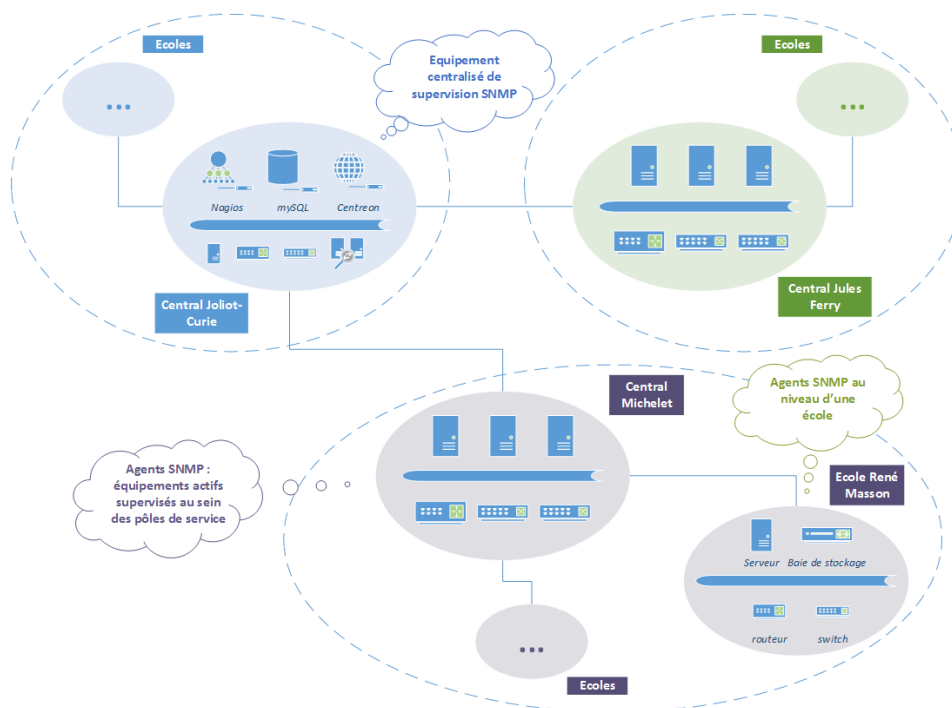 Ecoles
Equipement
centralisé de
supervision SNMP
Ecoles
...
...
Nagios
mySQL
Centreon
Central Joliot-
Curie
Central Jules
Ferry
Central
Michelet
Agents SNMP au
niveau d'une
école
Agents SNMP :
équipements actifs
supervisés au sein
des pôles de service
Ecole René
Masson
Serveur
Baie de stockage
routeur
switch
...
Ecoles